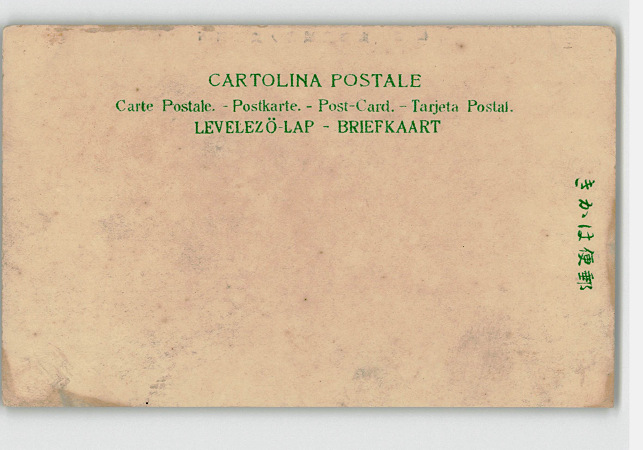 CARTOLINA POSTALE
Carte Postale. - Postkarte. - Post-Card. - Tarjeta Postal.
LEVELEZÖ-LAP - BRIEFKAART
きかは便郵